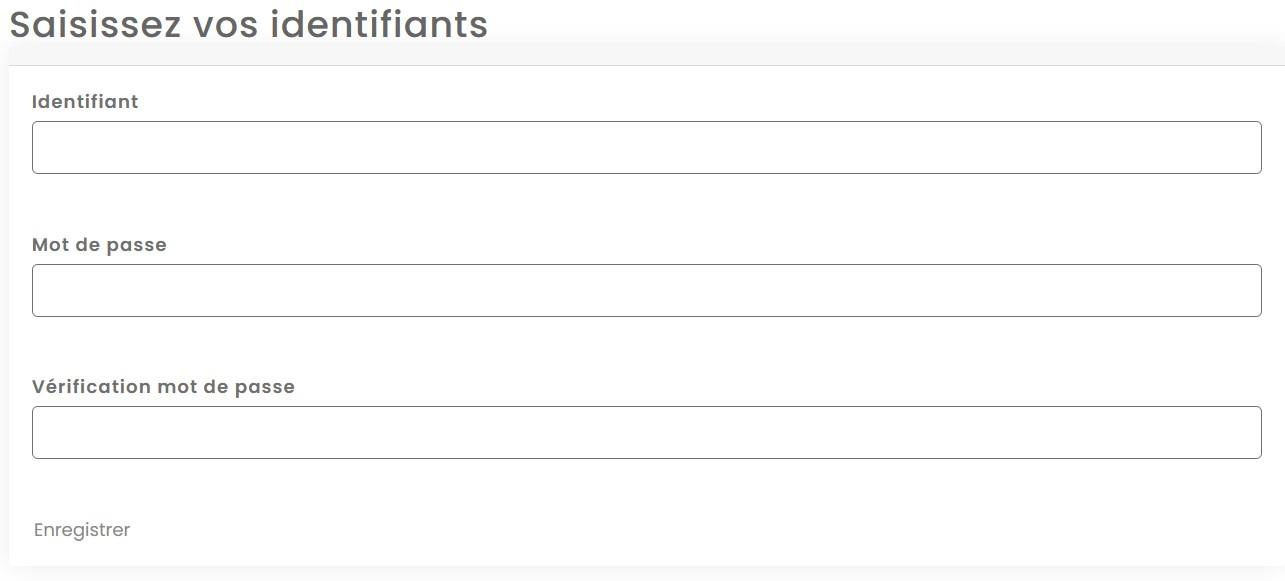 Saisissez vos identifiants
Identifiant
Mot de passe
Vérification mot de passe
Enregistrer